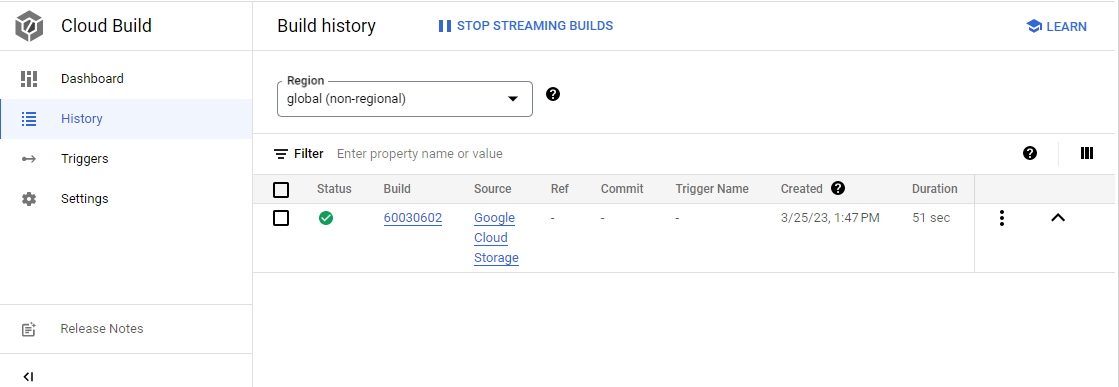 Cloud Build
Build history
STOP STREAMING BUILDS
LEARN
Dashboard
History
Triggers
Settings
Release Notes
Region
global (non-regional)
Filter Enter property name or value
Status Build Source Ref Commit Trigger Name Created Duration
60030602 Google - - - 3/25/23, 1:47 PM 51 sec
Cloud
Storage